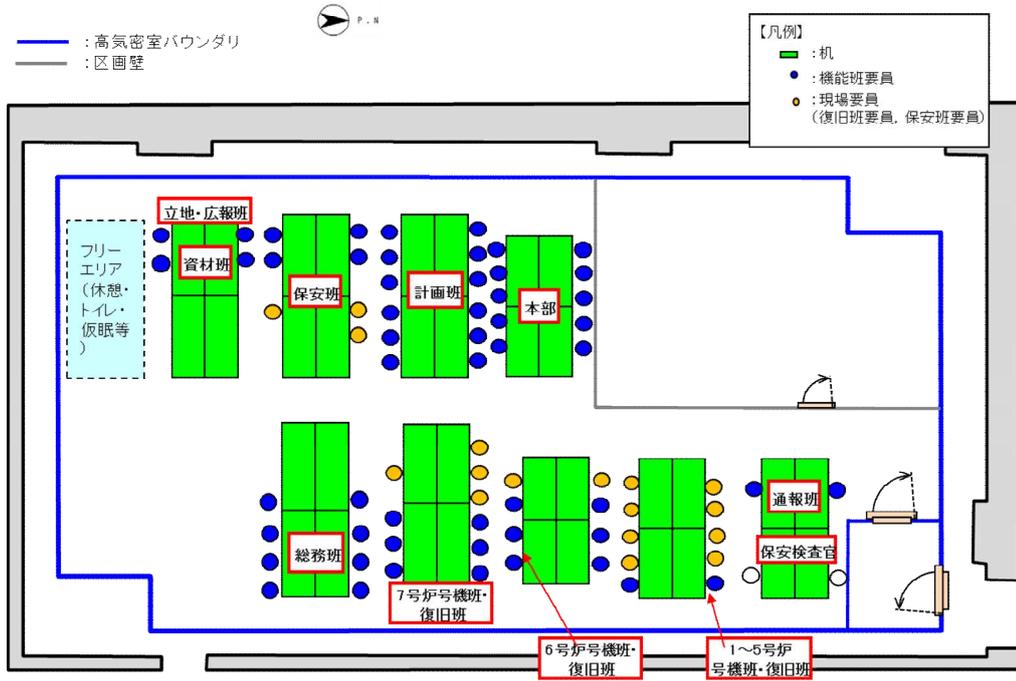 P.N
：高気密室バウンダリ
：区画壁
【凡例】
：机
：機能班要員
：現場要員
（復旧班要員，保安班要員）
フリー
エリア
（休憩・
トイレ・
仮眠等
）
立地・広報班
資材班
保安班
計画班
本部
総務班
7号炉号機班・
復旧班
6号炉号機班・
復旧班
1～5号炉
号機班・復旧班
通報班
保安検査官